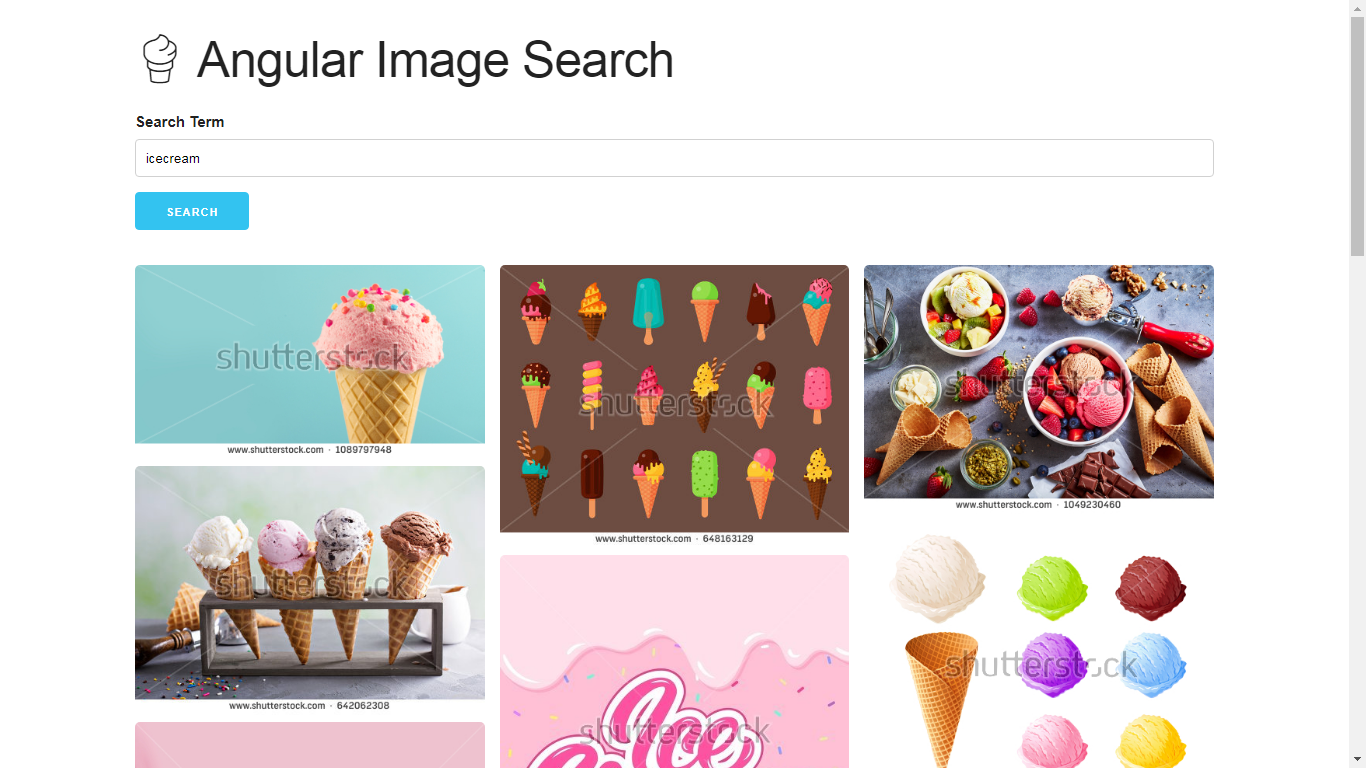 Angular Image Search
Search Term
icecream
SEARCH
shutterstock
www.shutterstock.com · 1089797948
shutterstock
www.shutterstock.com · 648163129
shutterstock
www.shutterstock.com · 1049230460
shutterstock
www.shutterstock.com · 642062308
shutterstock
Ice
shutterstock